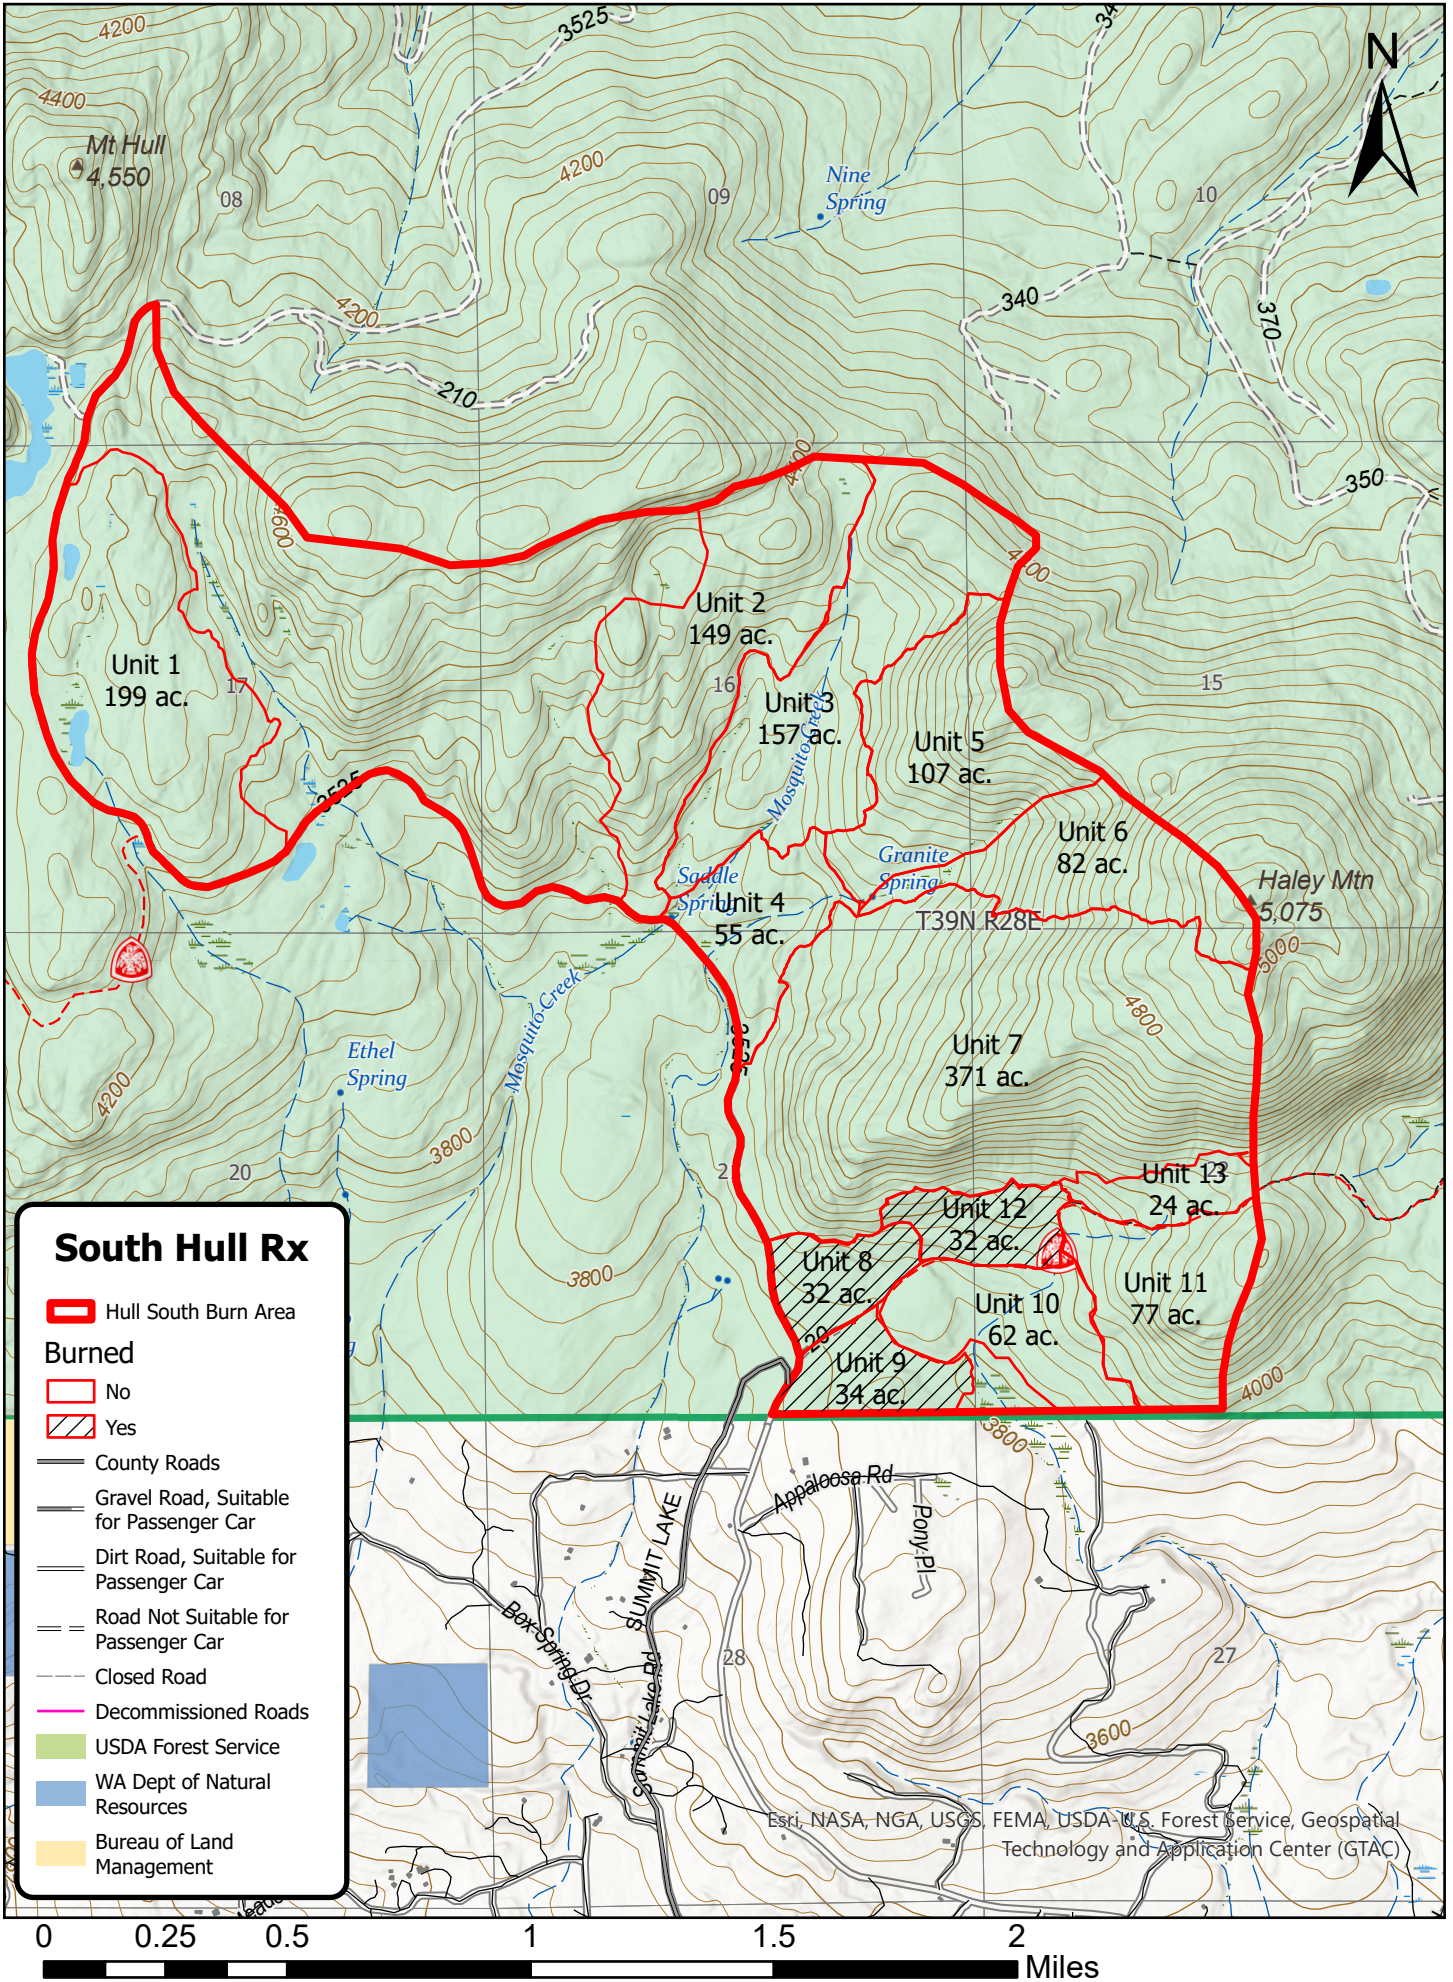 4200
3525
34
N
4400
Mt Hull
4,550
4200
08
09
Nine
Spring
10
4200
340
370
210
4400
350
4600
4400
Unit 2
149 ac.
Unit 1
199 ac.
17
16
15
Unit 3
157 ac.
Mosquito Creek
Unit 5
107 ac.
3525
Unit 6
82 ac.
Granite
Spring
Saddle
Spring
Unit 4
55 ac.
Haley Mtn
5,075
T39N R28E
5000
Mosquito Creek
4800
3525
Ethel
Spring
Unit 7
371 ac.
4200
3800
20
2
22
Unit 13
24 ac.
Unit 12
32 ac.
Unit 8
32 ac.
3800
Unit 11
77 ac.
Unit 10
62 ac.
29
Unit 9
34 ac.
4000
3800
South Hull Rx
Hull South Burn Area
Burned
No
Yes
County Roads
Gravel Road, Suitable
for Passenger Car
Dirt Road, Suitable for
Passenger Car
Road Not Suitable for
Passenger Car
Closed Road
Decommissioned Roads
USDA Forest Service
WA Dept of Natural
Resources
Bureau of Land
Management
Appaloosa Rd
Pony Pl
SUMMIT LAKE
Box Spring Dr
Summit Lake Rd
28
27
3600
Esri, NASA, NGA, USGS, FEMA, USDA-U.S. Forest Service, Geospatial
Technology and Application Center (GTAC)
0 0.25 0.5 1 1.5 2
Miles